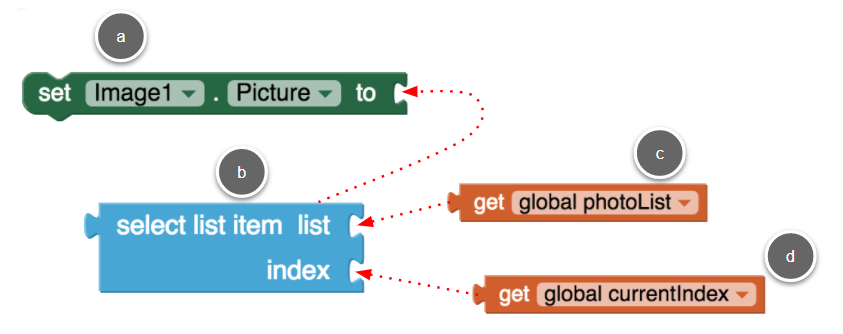 a
set Image1 . Picture to
b
c
select list item list
get global photoList
index
d
get global currentIndex